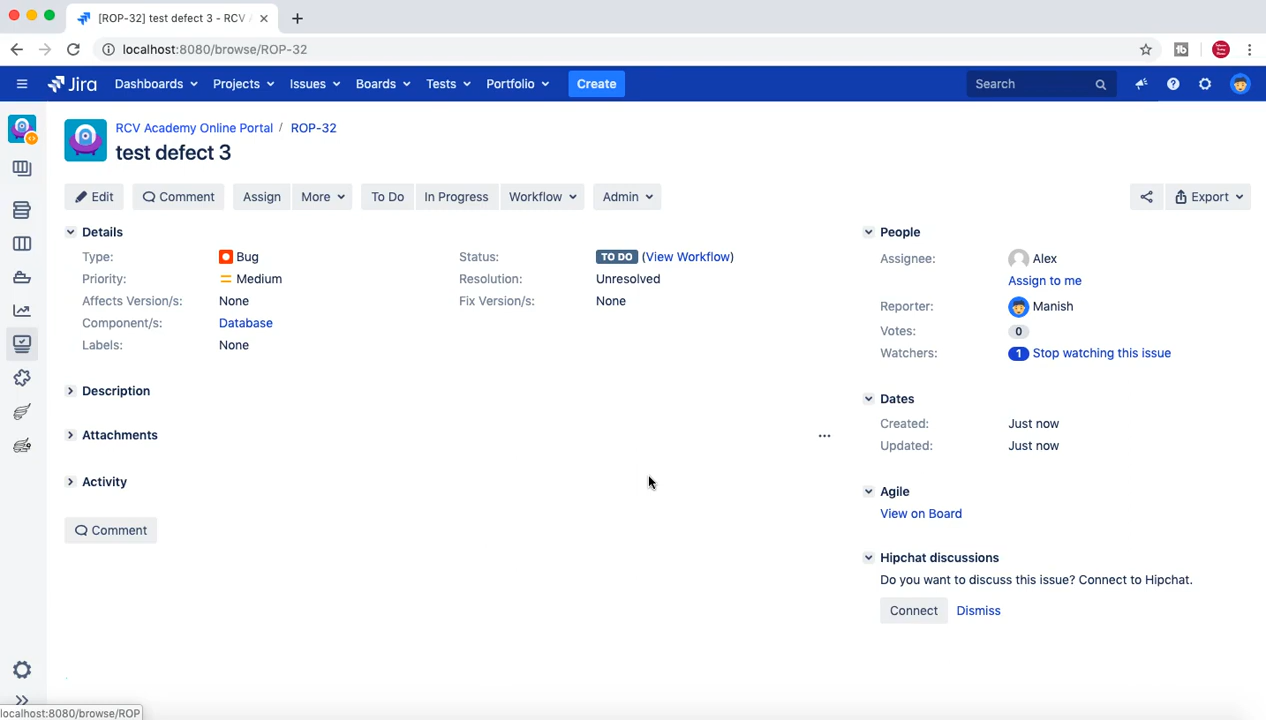 [ROP-32] test defect 3 - RCV
localhost:8080/browse/ROP-32
Jira Dashboards Projects Issues Boards Tests Portfolio Create Search
RCV Academy Online Portal / ROP-32
test defect 3
Edit Comment Assign More To Do In Progress Workflow Admin Export
Details
Type: Bug
Status: TO DO (View Workflow)
Priority: Medium
Resolution: Unresolved
Affects Version/s: None
Fix Version/s: None
Component/s: Database
Labels: None
Description
Attachments
Activity
Comment
People
Assignee: Alex
Assign to me
Reporter: Manish
Votes: 0
Watchers: 1 Stop watching this issue
Dates
Created: Just now
Updated: Just now
Agile
View on Board
Hipchat discussions
Do you want to discuss this issue? Connect to Hipchat.
Connect Dismiss
localhost:8080/browse/ROP